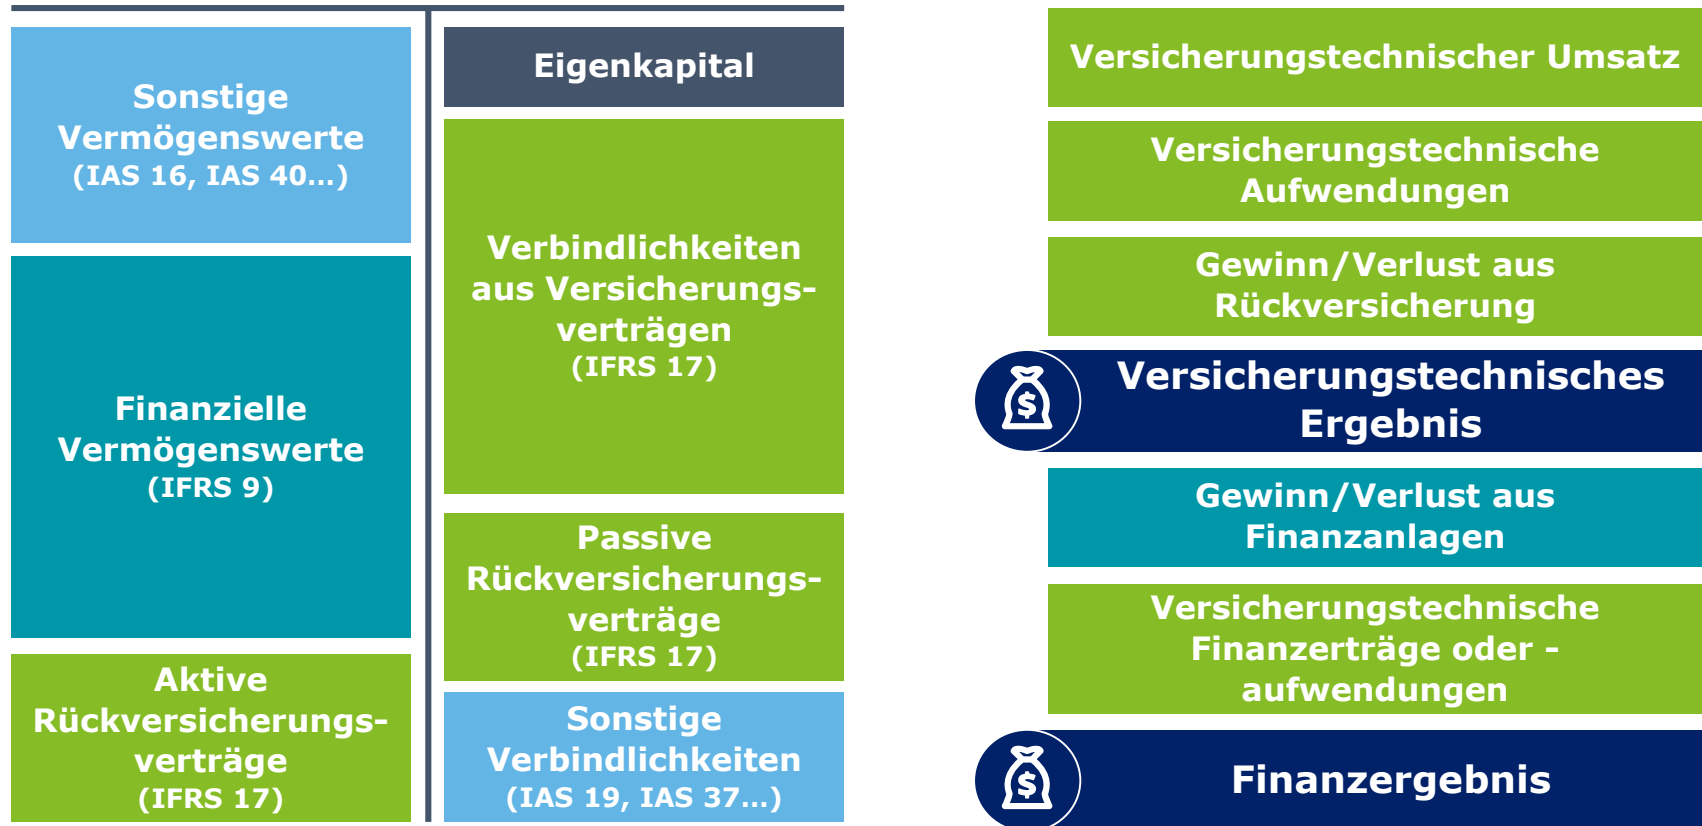 Sonstige
Vermögenswerte
(IAS 16, IAS 40...)
Finanzielle
Vermögenswerte
(IFRS 9)
Aktive
Rückversicherungs-
verträge
(IFRS 17)
Eigenkapital
Verbindlichkeiten
aus Versicherungs-
verträgen
(IFRS 17)
Passive
Rückversicherungs-
verträge
(IFRS 17)
Sonstige
Verbindlichkeiten
(IAS 19, IAS 37...)
Versicherungstechnischer Umsatz
Versicherungstechnische
Aufwendungen
Gewinn/Verlust aus
Rückversicherung
$
Versicherungstechnisches
Ergebnis
Gewinn/Verlust aus
Finanzanlagen
Versicherungstechnische
Finanzerträge oder -
aufwendungen
$
Finanzergebnis